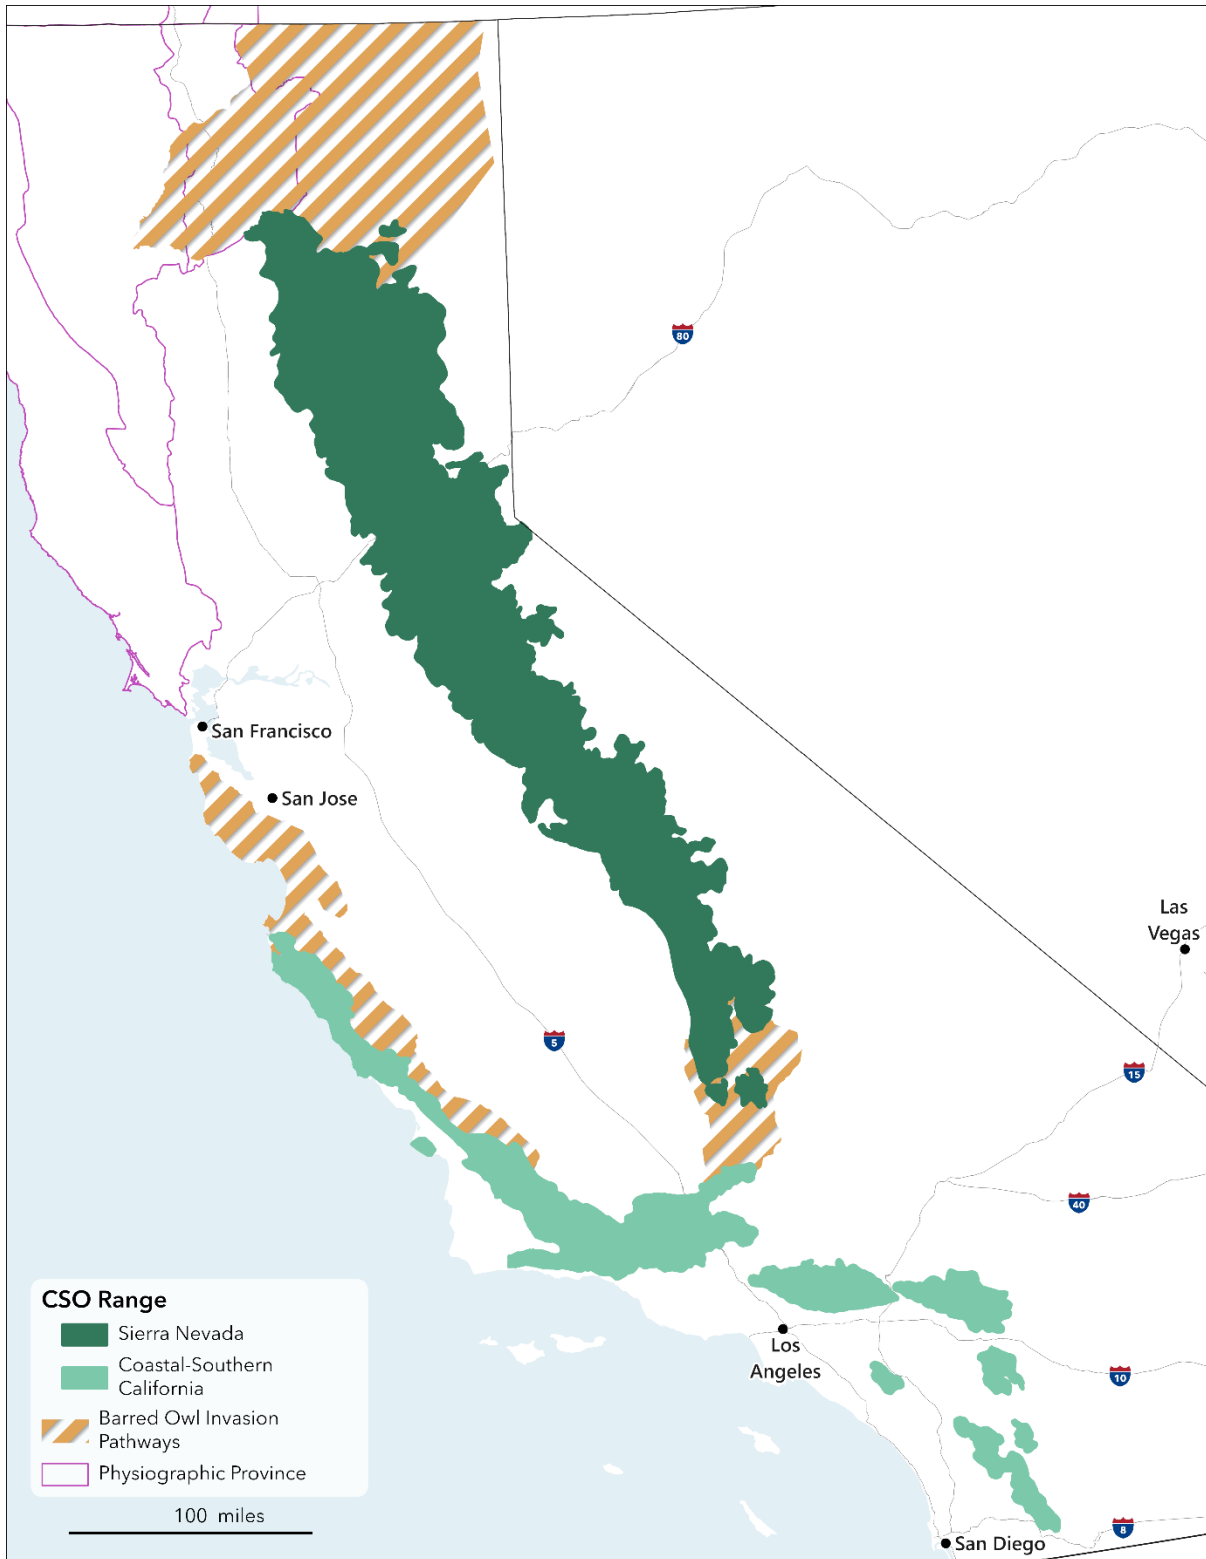 80
San Francisco
San Jose
Las
Vegas
5
15
40
CSO Range
Sierra Nevada
Coastal-Southern
California
Barred Owl Invasion
Pathways
Physiographic Province
100 miles
Los
Angeles
10
8
San Diego